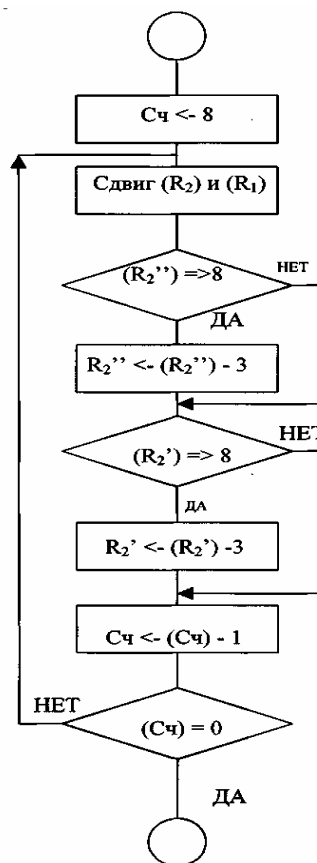 Сч <- 8
Сдвиг (R₂) и (R₁)
(R₂’’) =>8
НЕТ
ДА
R₂’’ <- (R₂’’) - 3
НЕТ
(R₂’) => 8
ДА
R₂’ <- (R₂’) -3
Сч <- (Сч) - 1
НЕТ
(Сч) = 0
ДА